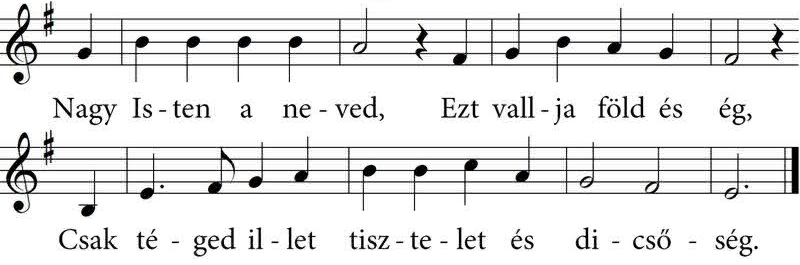 Nagy Is - ten a ne - ved, Ezt vall - ja föld és ég,
Csak té - ged il - let tisz - te - let és di - cső - ség.